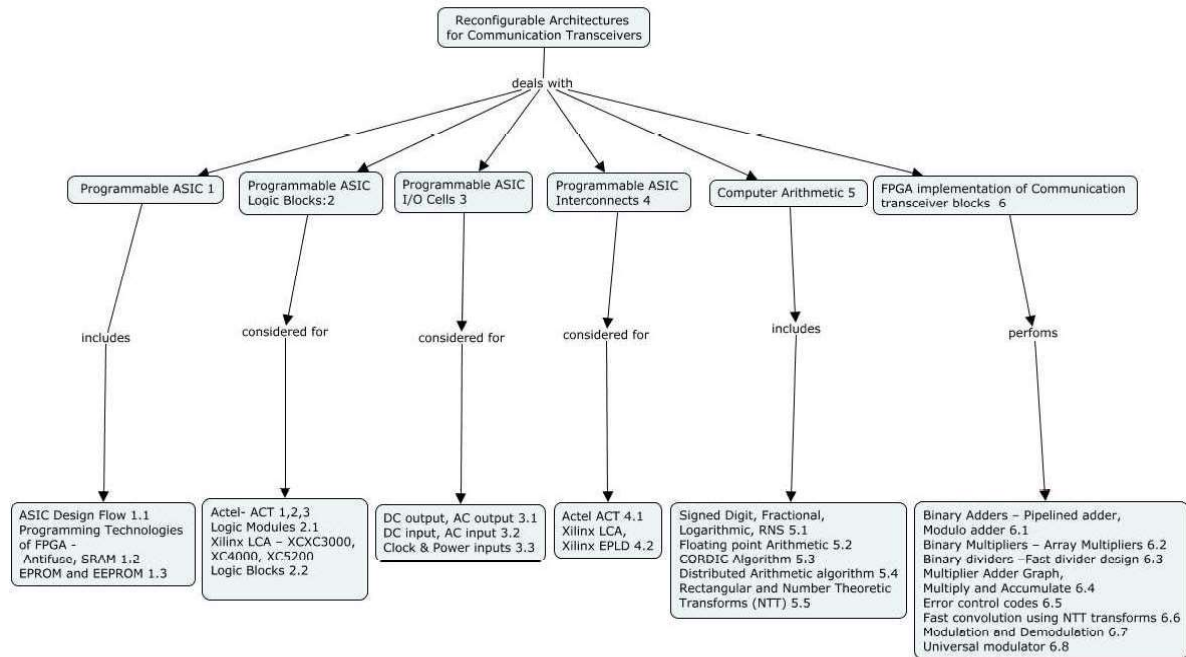 Reconfigurable Architectures
for Communication Transceivers
deals with
Programmable ASIC 1
Programmable ASIC
Logic Blocks:2
Programmable ASIC
I/O Cells 3
Programmable ASIC
Interconnects 4
Computer Arithmetic 5
FPGA implementation of Communication
transceiver blocks 6
includes
considered for
considered for
considered for
includes
perfoms
ASIC Design Flow 1.1
Programming Technologies
of FPGA -
Antifuse, SRAM 1.2
EPROM and EEPROM 1.3
Actel- ACT 1,2,3
Logic Modules 2.1
Xilinx LCA – XCXC3000,
XC4000, XC5200
Logic Blocks 2.2
DC output, AC output 3.1
DC input, AC input 3.2
Clock & Power inputs 3.3
Actel ACT 4.1
Xilinx LCA,
Xilinx EPLD 4.2
Signed Digit, Fractional,
Logarithmic, RNS 5.1
Floating point Arithmetic 5.2
CORDIC Algorithm 5.3
Distributed Arithmetic algorithm 5.4
Rectangular and Number Theoretic
Transforms (NTT) 5.5
Binary Adders – Pipelined adder,
Modulo adder 6.1
Binary Multipliers – Array Multipliers 6.2
Binary dividers –Fast divider design 6.3
Multiplier Adder Graph,
Multiply and Accumulate 6.4
Error control codes 6.5
Fast convolution using NTT transforms 6.6
Modulation and Demodulation 6.7
Universal modulator 6.8